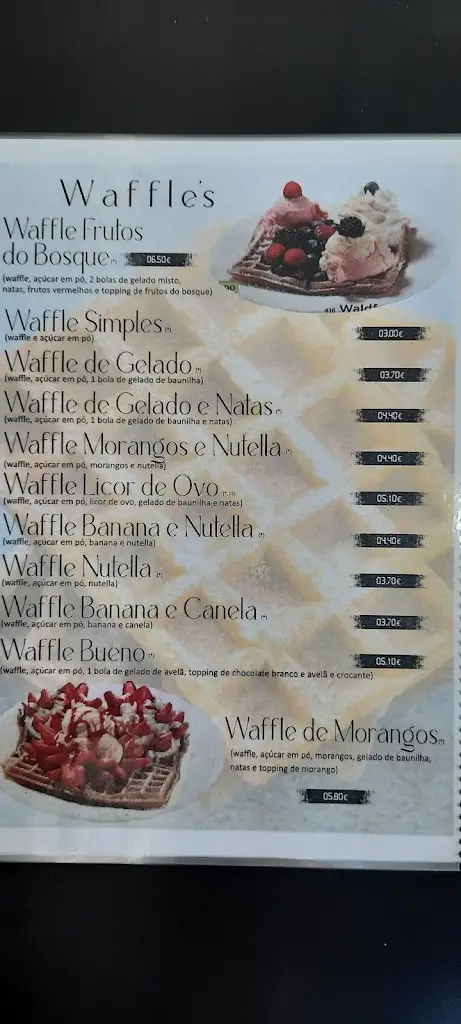 Waffle's
Waffle Frutos
do Bosque 06.50€
(waffle, açúcar em pó, 2 bolas de gelado misto,
natas, frutos vermelhos e topping de frutos do bosque)
Waffle Simples 03.00€
(waffle e açúcar em pó)
Waffle de Gelado 03.70€
(waffle, açúcar em pó, 1 bola de gelado de baunilha)
Waffle de Gelado e Natas 04.40€
(waffle, açúcar em pó, 1 bola de gelado de baunilha e natas)
Waffle Morangos e Nutella 04.40€
(waffle, açúcar em pó, morangos e nutella)
Waffle Licor de Ovo 05.10€
(waffle, açúcar em pó, licor de ovo, gelado de baunilha e natas)
Waffle Banana e Nutella 04.40€
(waffle, açúcar em pó, banana e nutella)
Waffle Nutella 03.70€
(waffle, açúcar em pó, nutella)
Waffle Banana e Canela 03.70€
(waffle, açúcar em pó, banana e canela)
Waffle Bueno 05.10€
(waffle, açúcar em pó, 1 bola de gelado de avelã, topping de chocolate branco e avelã e crocante)
Waffle de Morangos
(waffle, açúcar em pó, morangos, gelado de baunilha,
natas e topping de morango)
05.80€